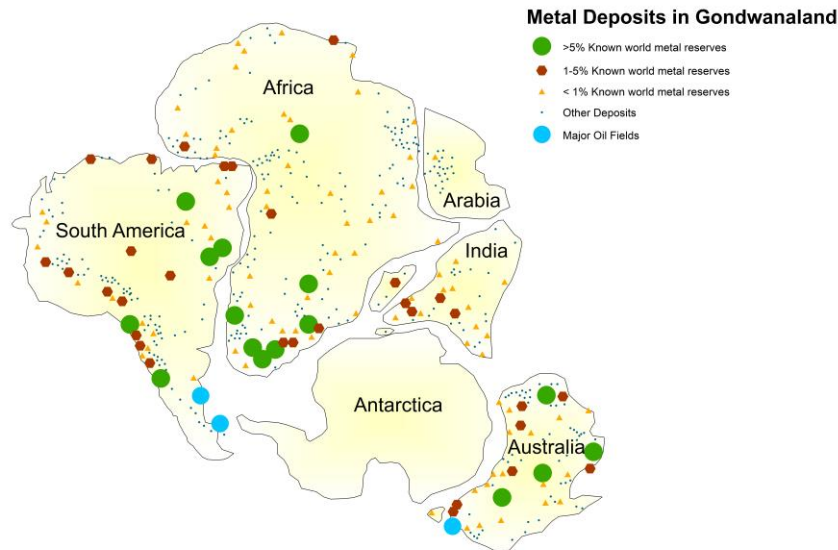 Metal Deposits in Gondwanaland
>5% Known world metal reserves
1-5% Known world metal reserves
< 1% Known world metal reserves
Other Deposits
Major Oil Fields
Africa
Arabia
South America
India
Antarctica
Australia